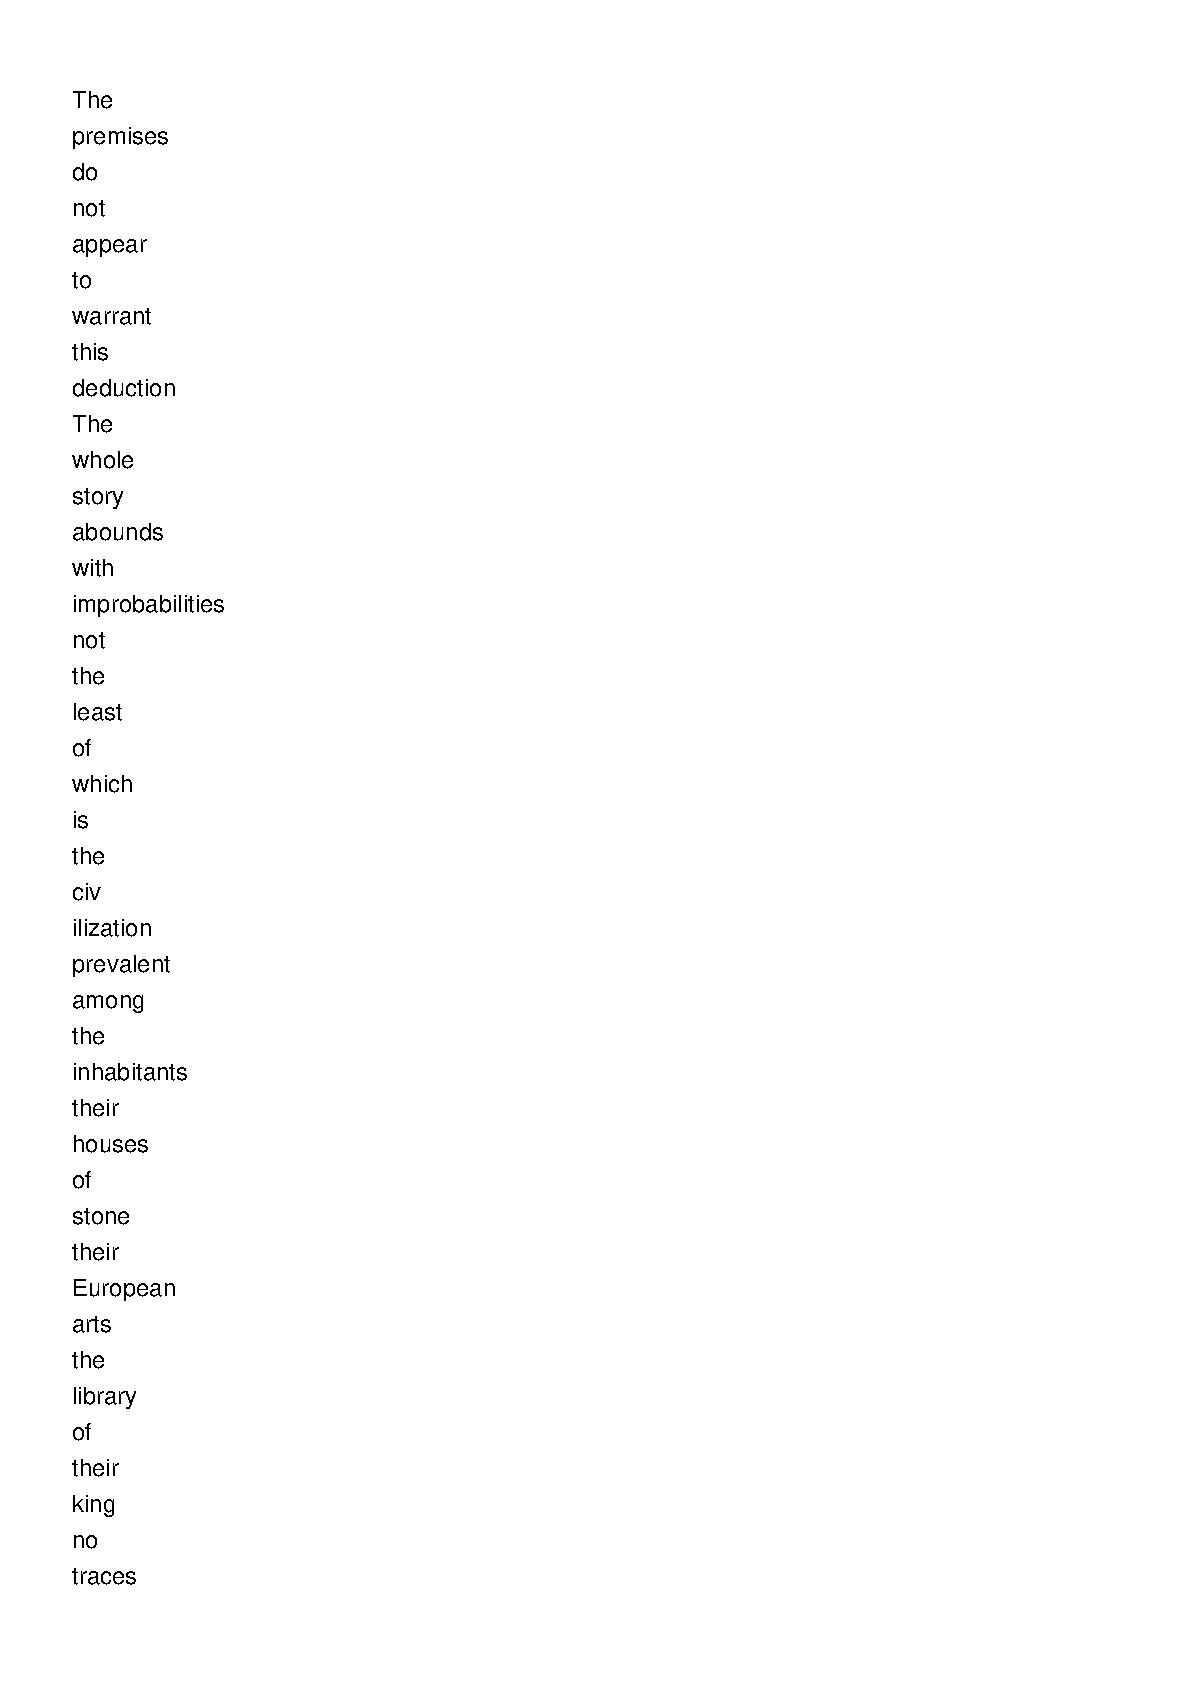 The
premises
do
not
appear
to
warrant
this
deduction
The
whole
story
abounds
with
improbabilities
not
the
least
of
which
is
the
civ
ilization
prevalent
among
the
inhabitants
their
houses
of
stone
their
European
arts
the
library
of
their
king
no
traces